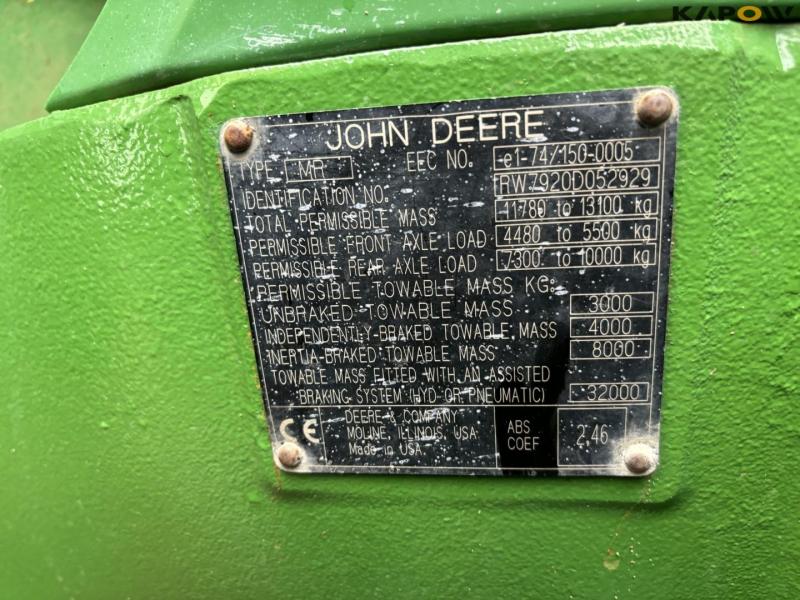 KAPOW
JOHN DEERE
TYPE MR EEC NO. e1-74/150-0005
IDENTIFICATION NO. RW7920D052929
TOTAL PERMISSIBLE MASS 11780 to 13100 kg
PERMISSIBLE FRONT AXLE LOAD 4480 to 5500 kg
PERMISSIBLE REAR AXLE LOAD 7300 to 10000 kg
PERMISSIBLE TOWABLE MASS KG:
UNBRAKED TOWABLE MASS 3000
INDEPENDENTLY-BRAKED TOWABLE MASS 4000
INERTIA-BRAKED TOWABLE MASS 8000
TOWABLE MASS FITTED WITH AN ASSISTED
BRAKING SYSTEM (HYD OR PNEUMATIC) 32000
CE DEERE & COMPANY
MOLINE, ILLINOIS, USA
Made in USA
ABS
COEF 2.46